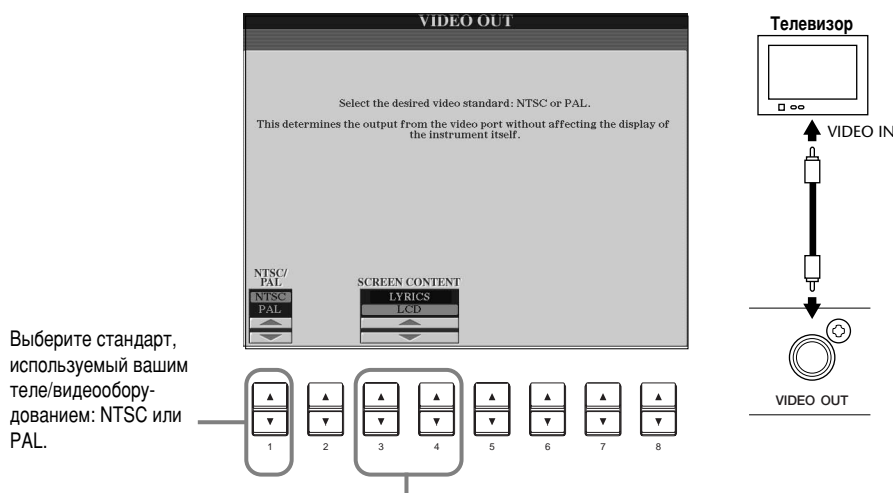 VIDEO OUT
Select the desired video standard: NTSC or PAL.
This determines the output from the video port without affecting the display of
the instrument itself.
NTSC/
PAL
NTSC
PAL
SCREEN CONTENT
LYRICS
LCD
Телевизор
VIDEO IN
VIDEO OUT
Выберите стандарт,
используемый вашим
теле/видеообору-
дованием: NTSC или
PAL.
1 2 3 4 5 6 7 8